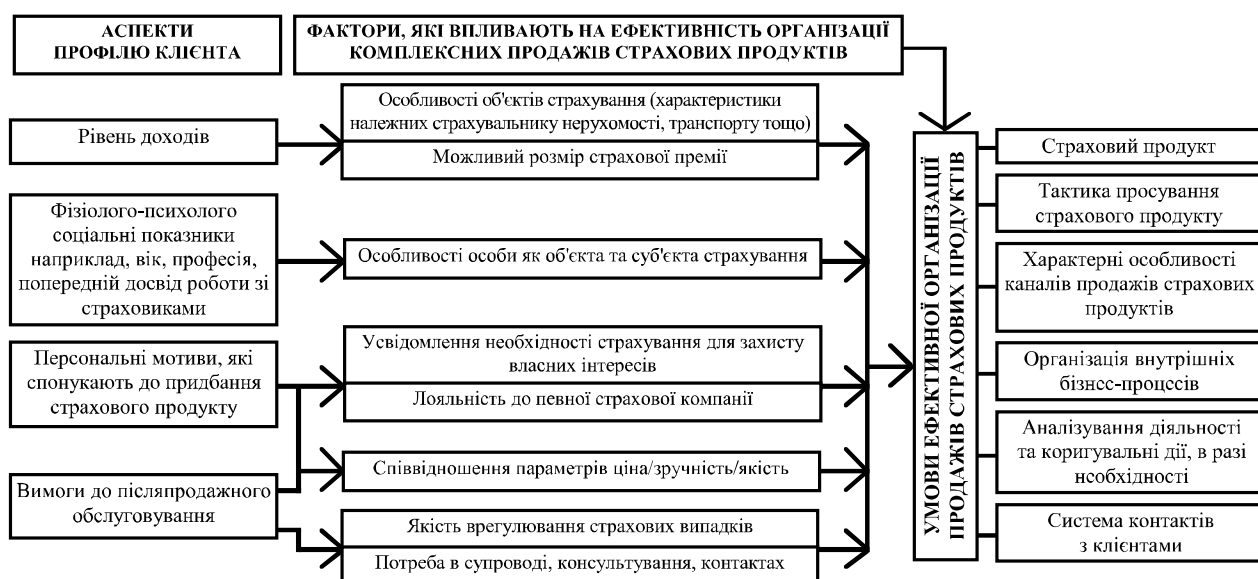 АСПЕКТИ
ПРОФІЛЮ КЛІЄНТА
ФАКТОРИ, ЯКІ ВПЛИВАЮТЬ НА ЕФЕКТИВНІСТЬ ОРГАНІЗАЦІЇ
КОМПЛЕКСНИХ ПРОДАЖІВ СТРАХОВИХ ПРОДУКТІВ
Рівень доходів
Фізіолого-психолого
соціальні показники
наприклад, вік, професія,
попередній досвід роботи зі
страховиками
Персональні мотиви, які
спонукають до придбання
страхового продукту
Вимоги до післяпродажного
обслуговування
Особливості об'єктів страхування (характеристики
належних страхувальнику нерухомості, транспорту тощо)
Можливий розмір страхової премії
Особливості особи як об'єкта та суб'єкта страхування
Усвідомлення необхідності страхування для захисту
власних інтересів
Лояльність до певної страхової компанії
Співвідношення параметрів ціна/зручність/якість
Якість врегулювання страхових випадків
Потреба в супроводі, консультування, контактах
УМОВИ ЕФЕКТИВНОЇ ОРГАНІЗАЦІЇ
ПРОДАЖІВ СТРАХОВИХ ПРОДУКТІВ
Страховий продукт
Тактика просування
страхового продукту
Характерні особливості
каналів продажів страхових
продуктів
Організація внутрішніх
бізнес-процесів
Аналізування діяльності
та коригувальні дії, в разі
необхідності
Система контактів
з клієнтами